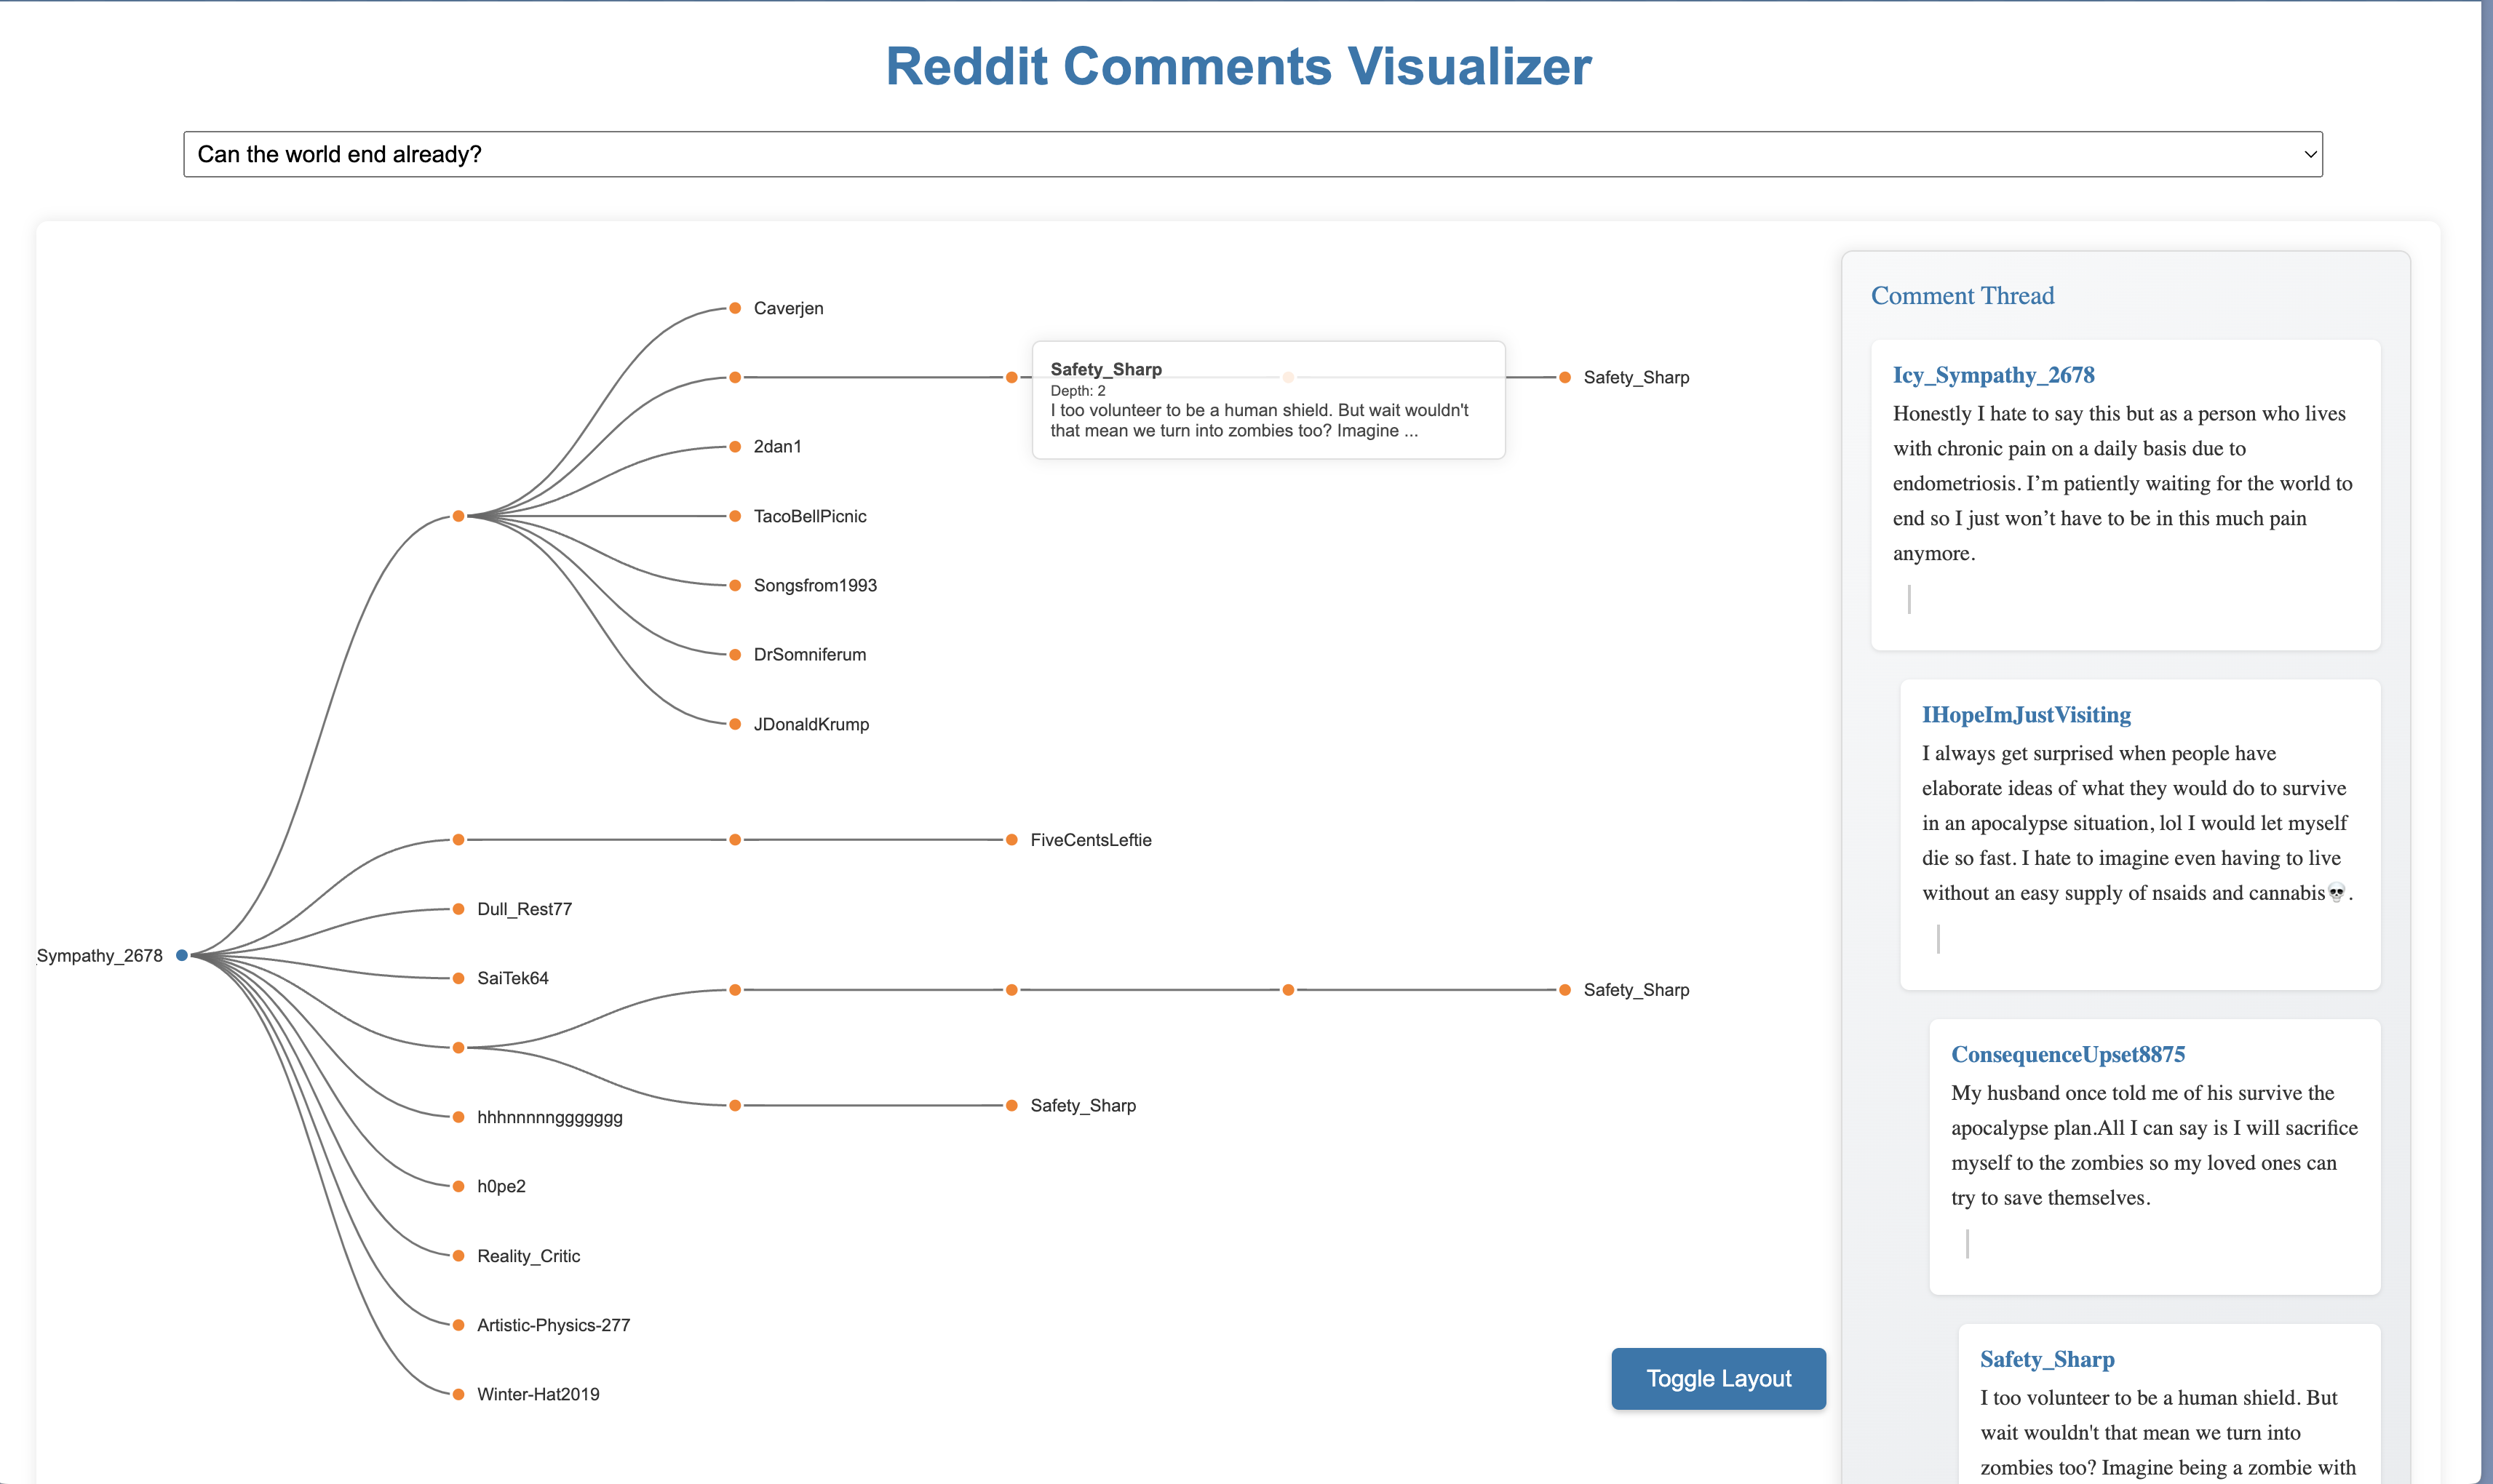 Reddit Comments Visualizer
Can the world end already?
Caverjen
Safety_Sharp
Depth: 2
I too volunteer to be a human shield. But wait wouldn't
that mean we turn into zombies too? Imagine ...
Safety_Sharp
2dan1
TacoBellPicnic
Songsfrom1993
DrSomniferum
JDonaldKrump
FiveCentsLeftie
Dull_Rest77
_Sympathy_2678
SaiTek64
Safety_Sharp
Safety_Sharp
hhhnnnnnggggggg
h0pe2
Reality_Critic
Artistic-Physics-277
Winter-Hat2019
Toggle Layout
Comment Thread
Icy_Sympathy_2678
Honestly I hate to say this but as a person who lives
with chronic pain on a daily basis due to
endometriosis. I’m patiently waiting for the world to
end so I just won’t have to be in this much pain
anymore.
IHopeImJustVisiting
I always get surprised when people have
elaborate ideas of what they would do to survive
in an apocalypse situation, lol I would let myself
die so fast. I hate to imagine even having to live
without an easy supply of nsaids and cannabis💀.
ConsequenceUpset8875
My husband once told me of his survive the
apocalypse plan.All I can say is I will sacrifice
myself to the zombies so my loved ones can
try to save themselves.
Safety_Sharp
I too volunteer to be a human shield. But
wait wouldn't that mean we turn into
zombies too? Imagine being a zombie with